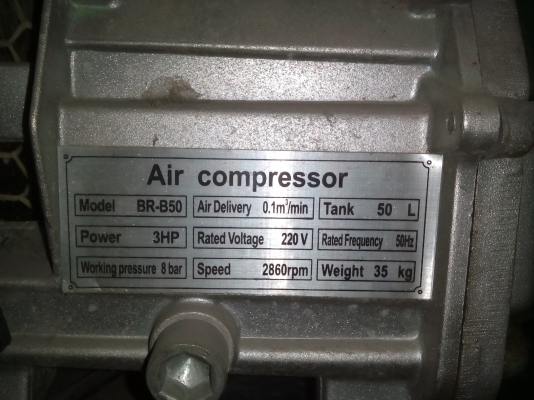 Air compressor
Model BR-B50 Air Delivery 0.1m³/min Tank 50 L
Power 3HP Rated Voltage 220 V Rated Frequency 50Hz
Working pressure 8 bar Speed 2860rpm Weight 35 kg